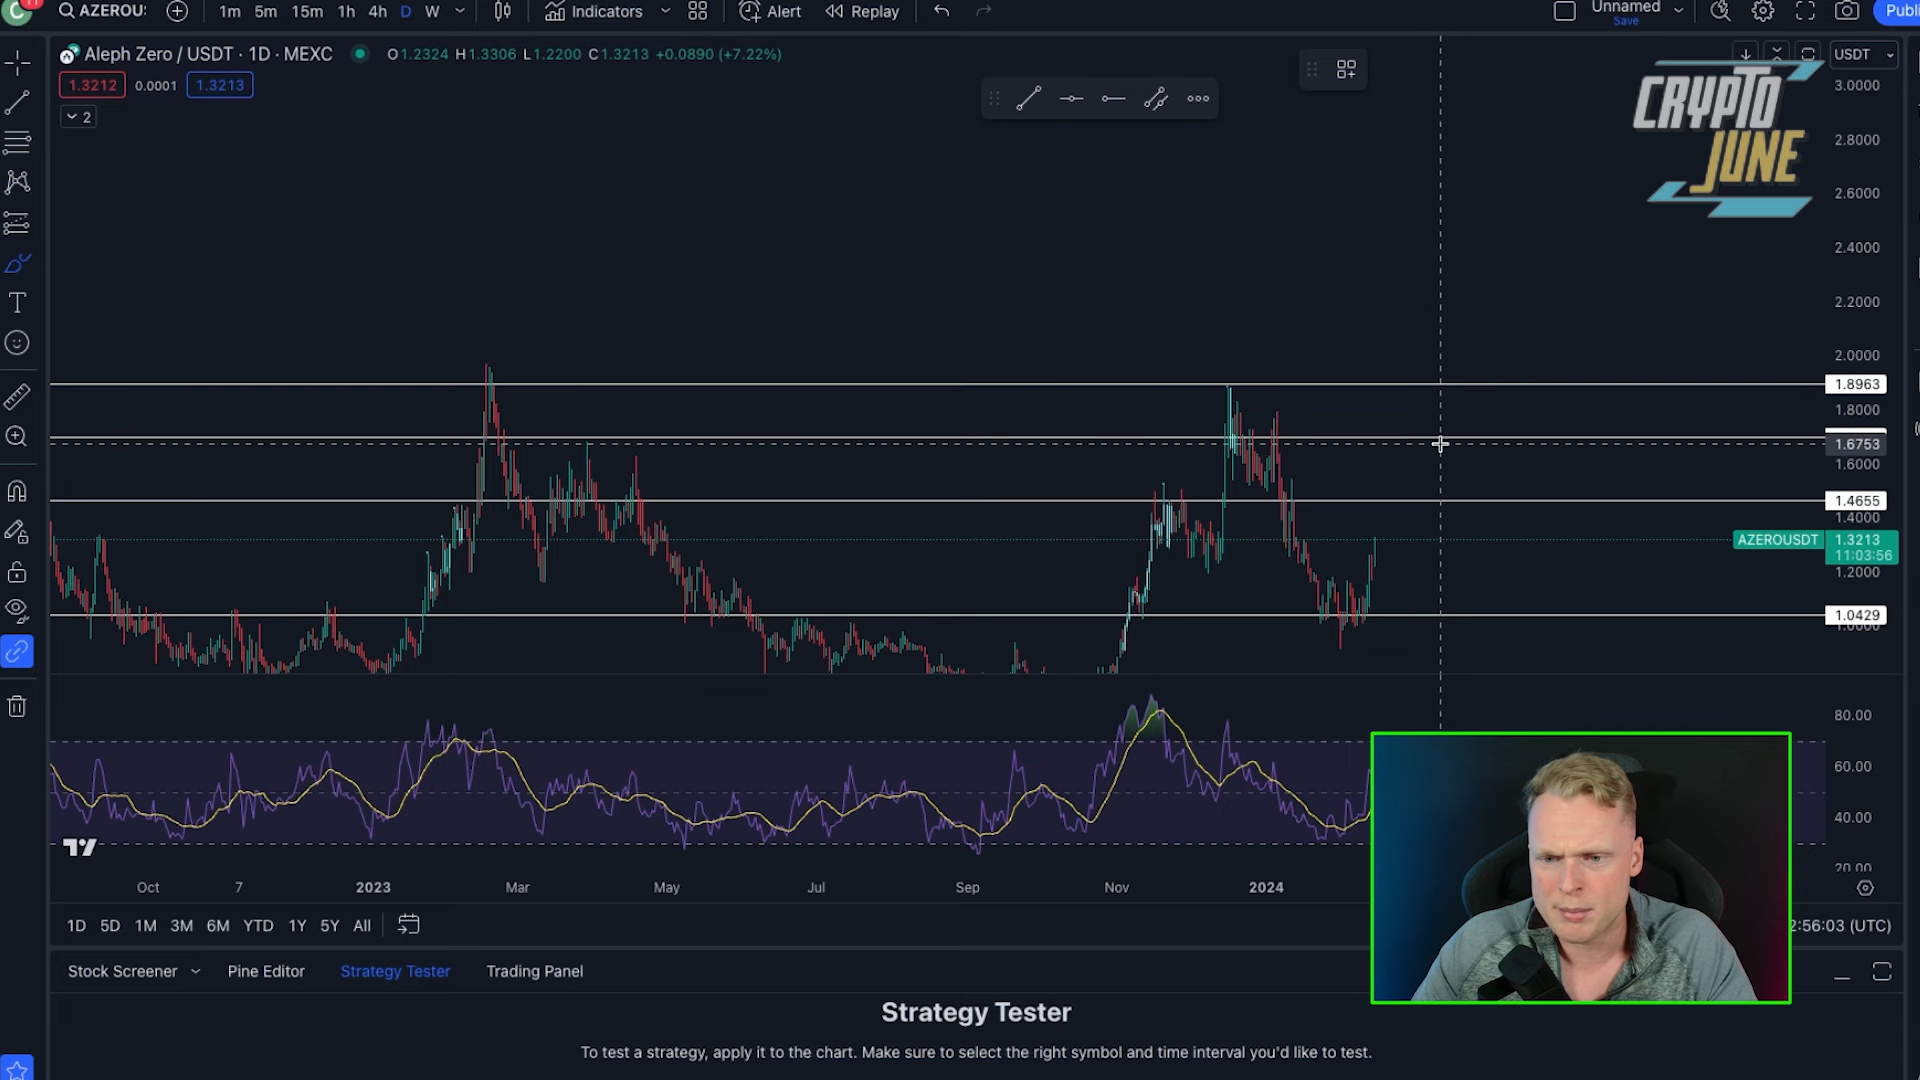 C 11 AZEROU: 1m 5m 15m 1h 4h D W Indicators Alert Replay Unnamed Publi
Save
Aleph Zero / USDT · 1D · MEXC O1.2324 H1.3306 L1.2200 C1.3213 +0.0890 (+7.22%)
USDT
1.3212 0.0001 1.3213
2
CRYPTO
JUNE
3.0000
2.8000
2.6000
2.4000
2.2000
2.0000
1.8963
1.8000
1.6753
1.6000
1.4655
1.4000
AZEROUSDT 1.3213
11:03:56
1.2000
1.0429
1.0000
80.00
60.00
40.00
20.00
Oct 7 2023 Mar May Jul Sep Nov 2024
1D 5D 1M 3M 6M YTD 1Y 5Y All 2:56:03 (UTC)
Stock Screener Pine Editor Strategy Tester Trading Panel
Strategy Tester
To test a strategy, apply it to the chart. Make sure to select the right symbol and time interval you'd like to test.